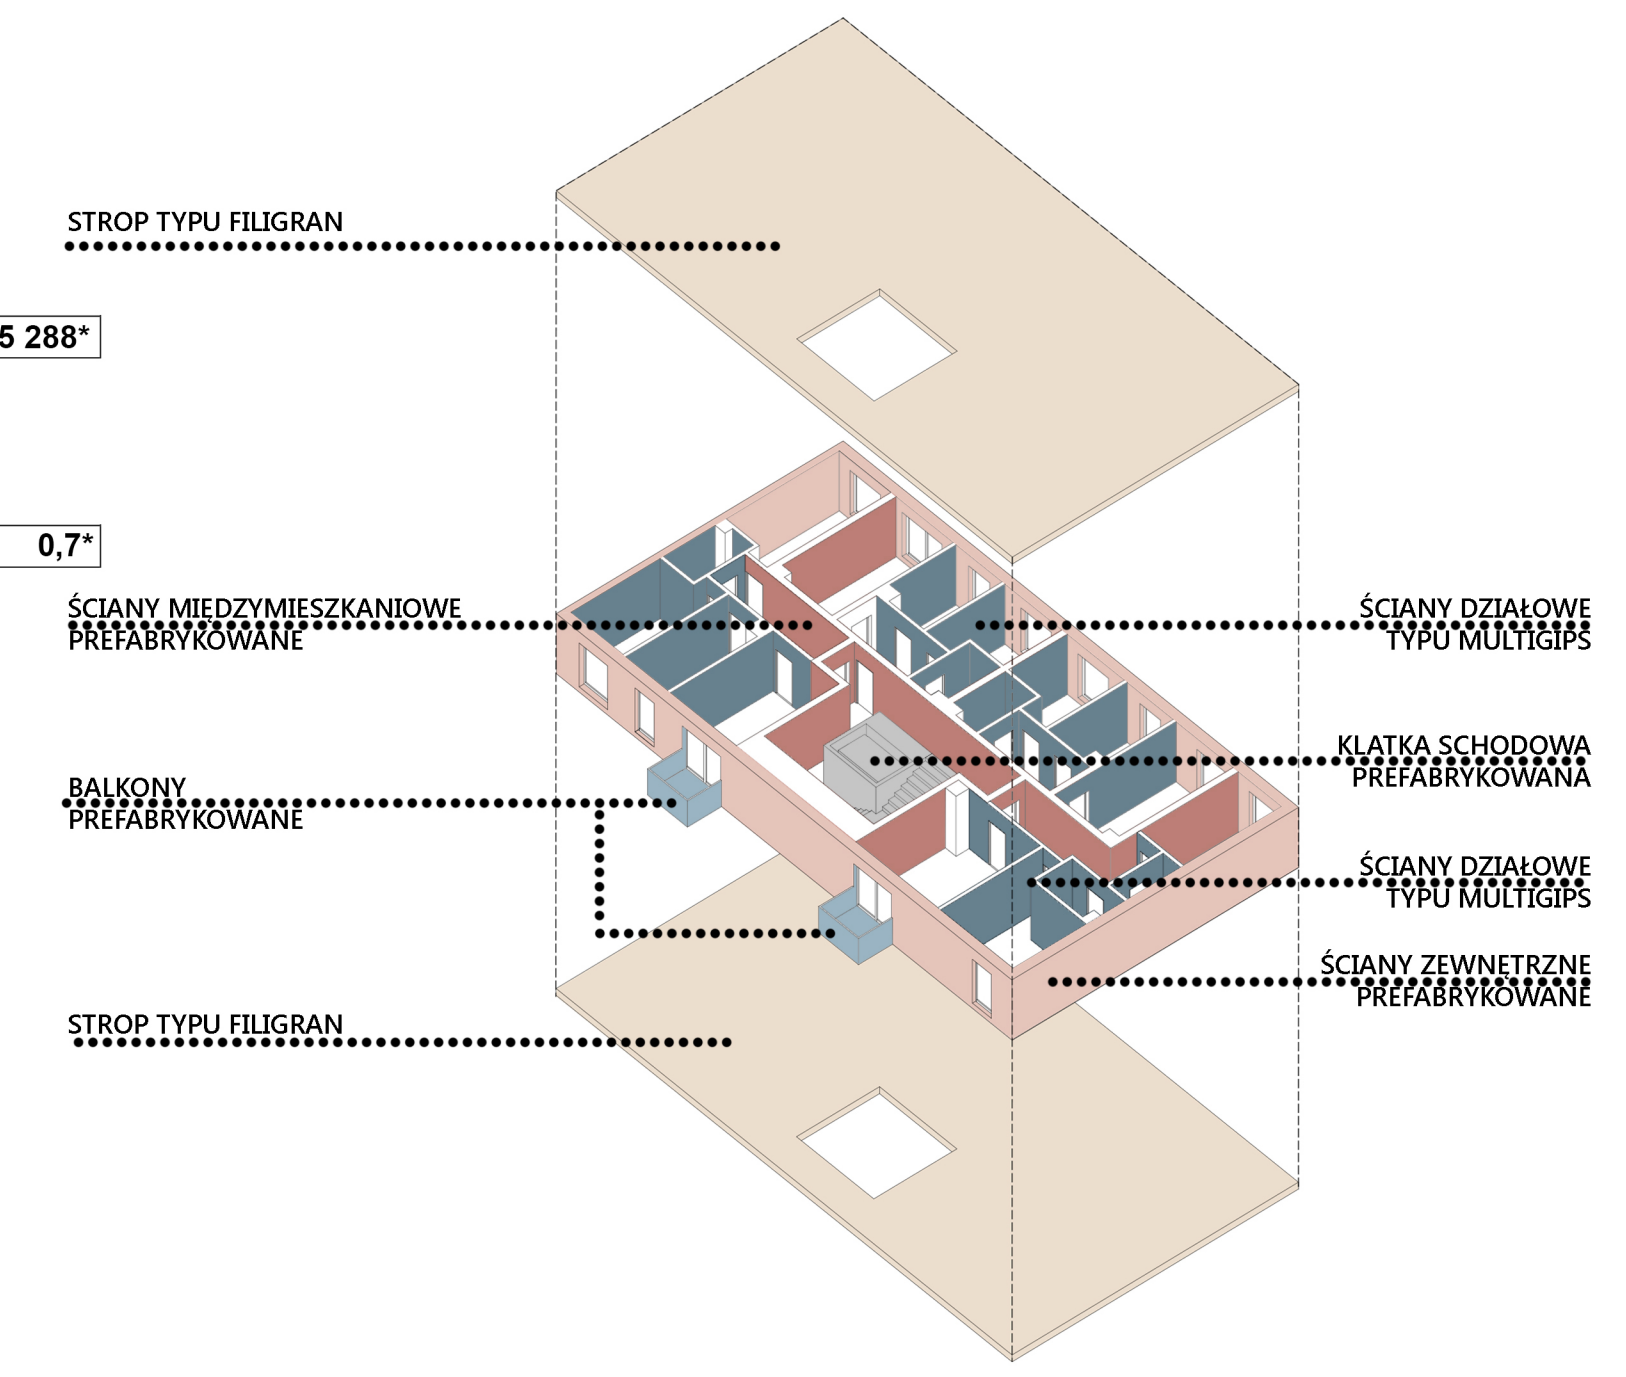 STROP TYPU FILIGRAN
5 288*
0,7*
ŚCIANY MIĘDZYMIESZKANIOWE
PREFABRYKOWANE
BALKONY
PREFABRYKOWANE
STROP TYPU FILIGRAN
ŚCIANY DZIAŁOWE
TYPU MULTIGIPS
KLATKA SCHODOWA
PREFABRYKOWANA
ŚCIANY DZIAŁOWE
TYPU MULTIGIPS
ŚCIANY ZEWNĘTRZNE
PREFABRYKOWANE